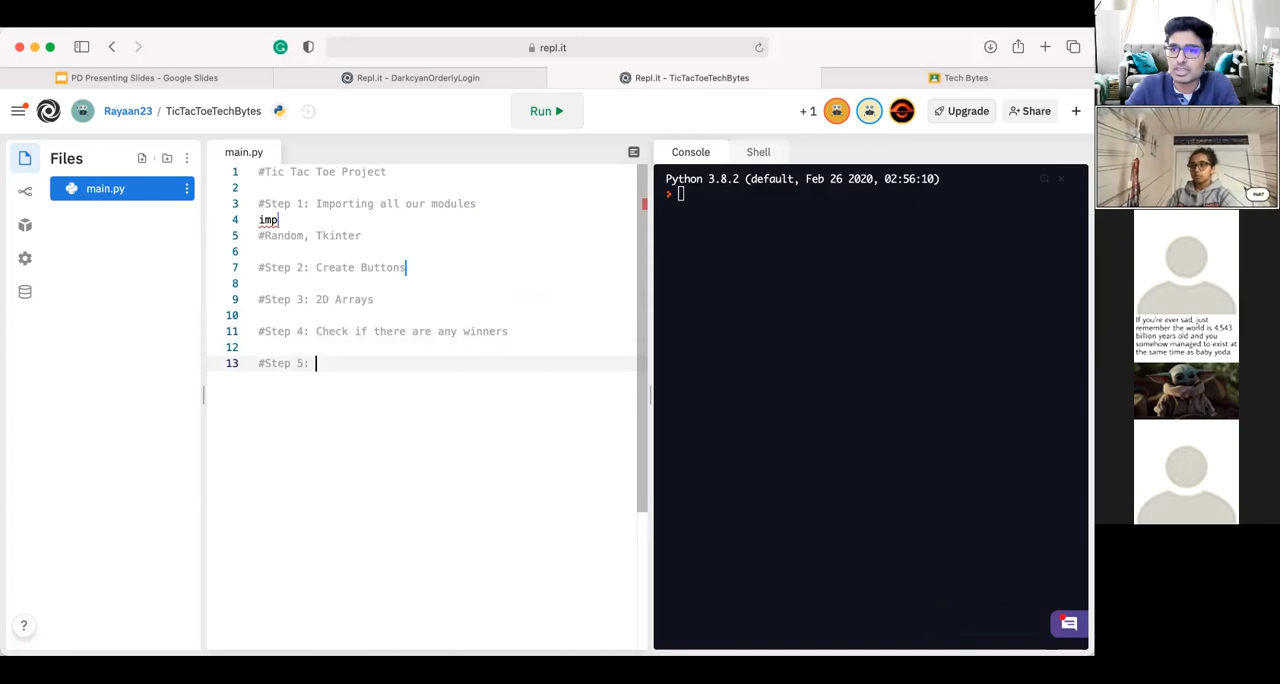 repl.it
PD Presenting Slides - Google Slides
Repl.it - DarkcyanOrderlyLogin
Repl.it - TicTacToeTechBytes
Tech Bytes
Rayaan23 / TicTacToeTechBytes
Run
+ 1
Upgrade
Share
Files
main.py
main.py
Console
Shell
1 #Tic Tac Toe Project
2
3 #Step 1: Importing all our modules
4 imp
5 #Random, Tkinter
6
7 #Step 2: Create Buttons
8
9 #Step 3: 2D Arrays
10
11 #Step 4: Check if there are any winners
12
13 #Step 5:
Python 3.8.2 (default, Feb 26 2020, 02:56:10)
>
?
If you're ever sad, just
remember the world is 4.543
billion years old and you
somehow managed to exist at
the same time as baby yoda.